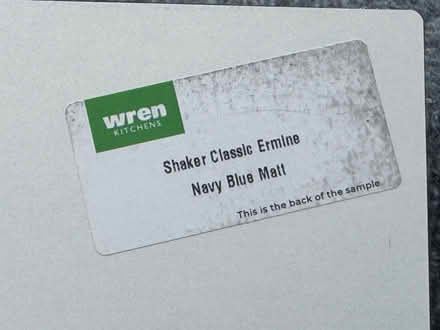 wren
KITCHENS
Shaker Classic Ermine
Navy Blue Matt
This is the back of the sample